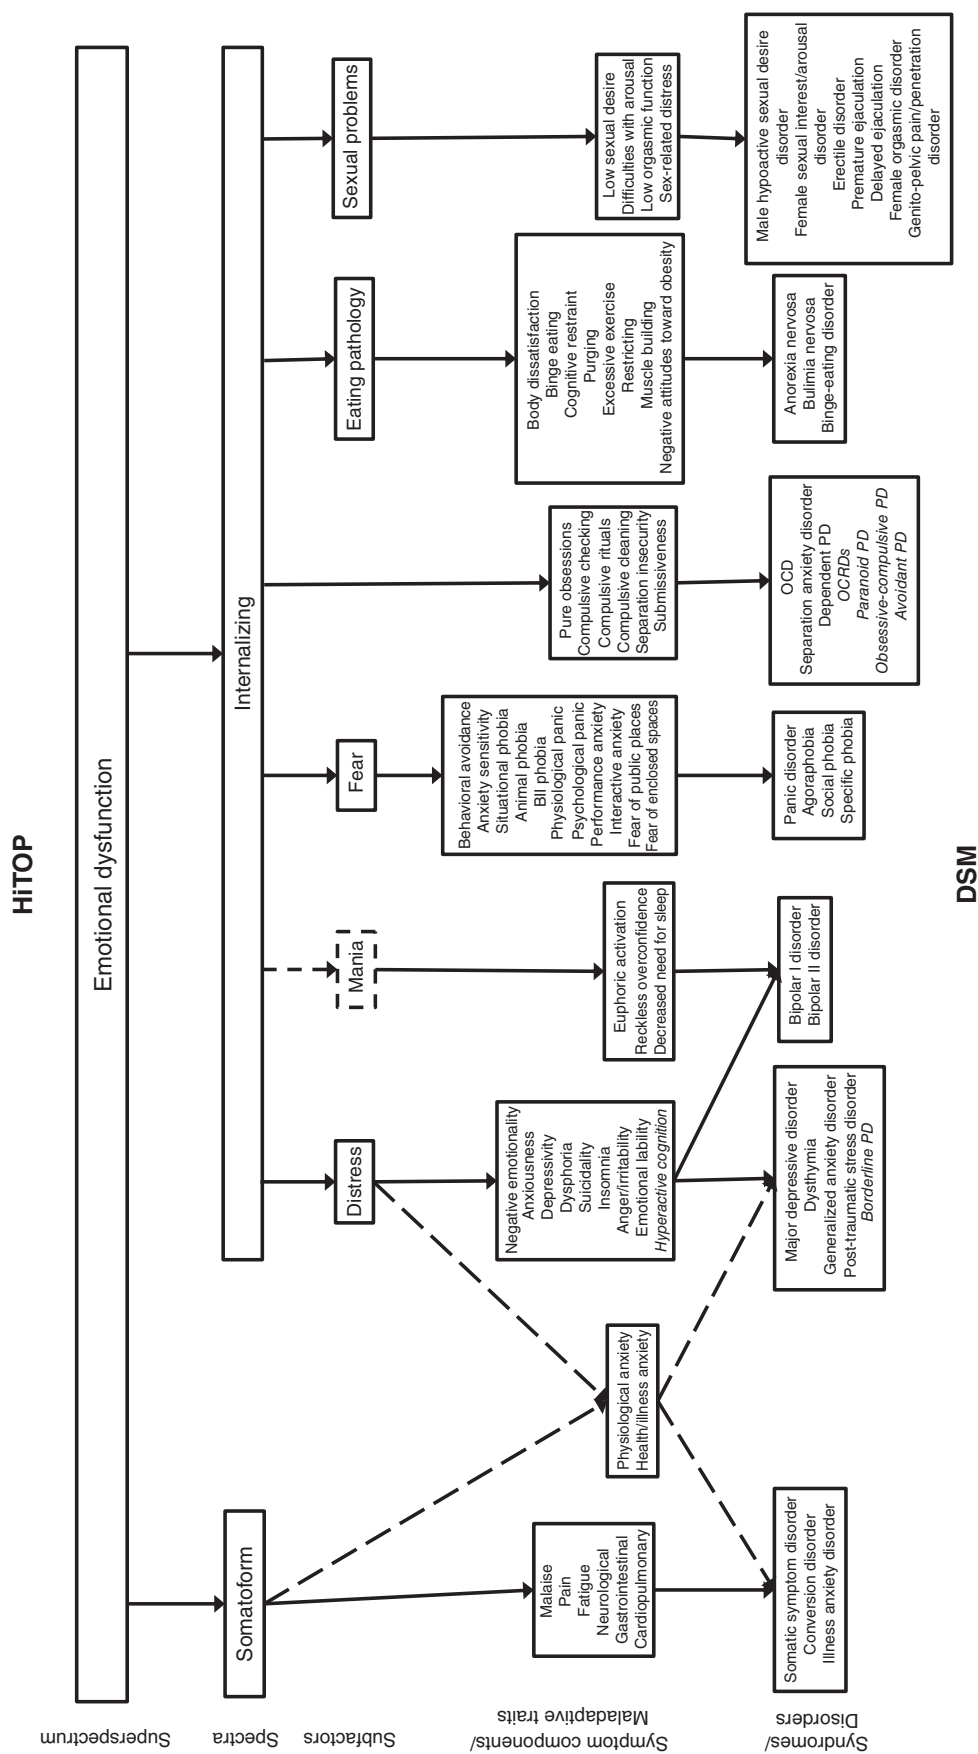 HiTOP
Superspectrum
Emotional dysfunction
Spectra
Somatoform
Internalizing
Subfactors
Distress
Mania
Fear
Eating pathology
Sexual problems
Symptom components/
Maladaptive traits
Malaise
Pain
Fatigue
Neurological
Gastrointestinal
Cardiopulmonary
Physiological anxiety
Health/illness anxiety
Negative emotionality
Anxiousness
Depressivity
Dysphoria
Suicidality
Insomnia
Anger/irritability
Emotional lability
Hyperactive cognition
Euphoric activation
Reckless overconfidence
Decreased need for sleep
Behavioral avoidance
Anxiety sensitivity
Situational phobia
Animal phobia
BII phobia
Physiological panic
Psychological panic
Performance anxiety
Interactive anxiety
Fear of public places
Fear of enclosed spaces
Pure obsessions
Compulsive checking
Compulsive rituals
Compulsive cleaning
Separation insecurity
Submissiveness
Body dissatisfaction
Binge eating
Cognitive restraint
Purging
Excessive exercise
Restricting
Muscle building
Negative attitudes toward obesity
Low sexual desire
Difficulties with arousal
Low orgasmic function
Sex-related distress
Syndromes/
Disorders
Somatic symptom disorder
Conversion disorder
Illness anxiety disorder
Major depressive disorder
Dysthymia
Generalized anxiety disorder
Post-traumatic stress disorder
Borderline PD
Bipolar I disorder
Bipolar II disorder
Panic disorder
Agoraphobia
Social phobia
Specific phobia
OCD
Separation anxiety disorder
Dependent PD
OCRDs
Paranoid PD
Obsessive-compulsive PD
Avoidant PD
Anorexia nervosa
Bulimia nervosa
Binge-eating disorder
Male hypoactive sexual desire
disorder
Female sexual interest/arousal
disorder
Erectile disorder
Premature ejaculation
Delayed ejaculation
Female orgasmic disorder
Genito-pelvic pain/penetration
disorder
DSM